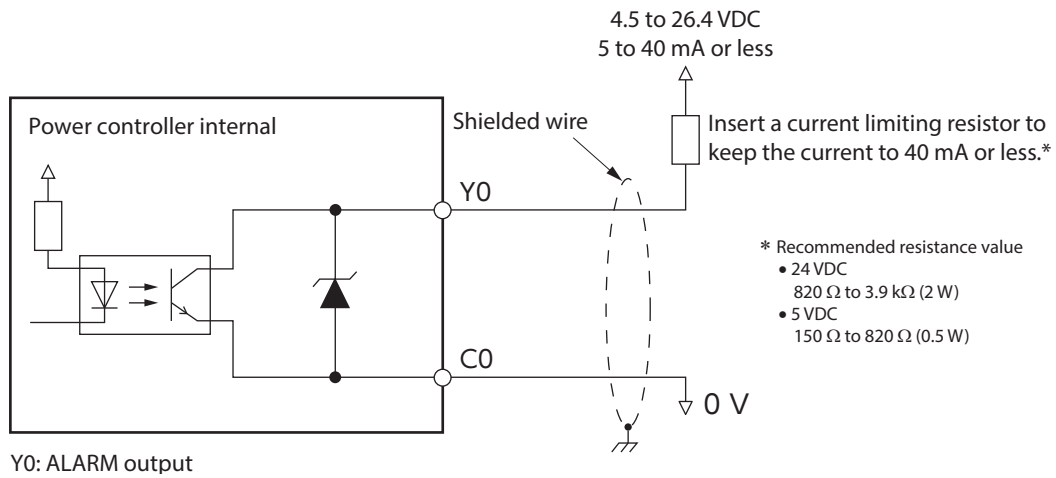 4.5 to 26.4 VDC
5 to 40 mA or less
Power controller internal
Shielded wire
Insert a current limiting resistor to
keep the current to 40 mA or less.*
Y0
* Recommended resistance value
• 24 VDC
820 Ω to 3.9 kΩ (2 W)
• 5 VDC
150 Ω to 820 Ω (0.5 W)
C0
0 V
Y0: ALARM output